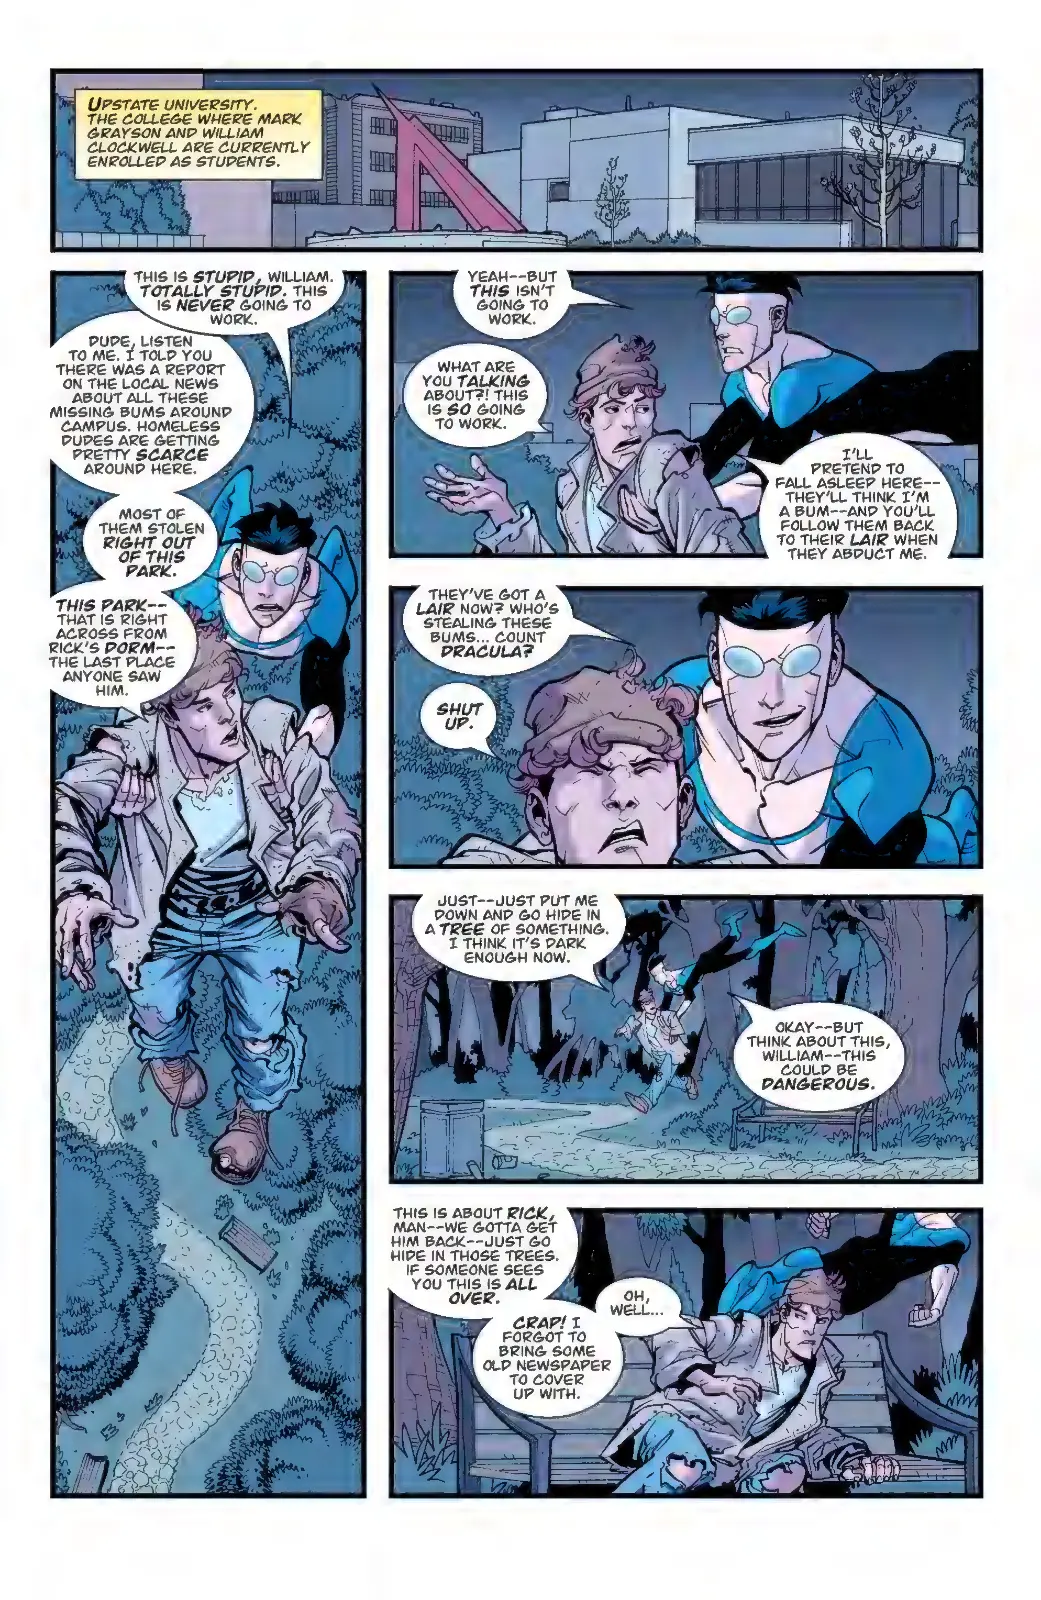 UPSTATE UNIVERSITY.
THE COLLEGE WHERE MARK
GRAYSON AND WILLIAM
CLOCKWELL ARE CURRENTLY
ENROLLED AS STUDENTS.
THIS IS STUPID, WILLIAM.
TOTALLY STUPID. THIS
IS NEVER GOING TO
WORK.
DUDE, LISTEN
TO ME. I TOLD YOU
THERE WAS A REPORT
ON THE LOCAL NEWS
ABOUT ALL THESE
MISSING BUMS AROUND
CAMPUS. HOMELESS
DUDES ARE GETTING
PRETTY SCARCE
AROUND HERE.
MOST OF
THEM STOLEN
RIGHT OUT
OF THIS
PARK.
THIS PARK--
THAT IS RIGHT
ACROSS FROM
RICK'S DORM--
THE LAST PLACE
ANYONE SAW
HIM.
YEAH--BUT
THIS ISN'T
GOING TO
WORK.
WHAT ARE
YOU TALKING
ABOUT?! THIS
IS SO GOING
TO WORK.
I'LL
PRETEND TO
FALL ASLEEP HERE--
THEY'LL THINK I'M
A BUM--AND YOU'LL
FOLLOW THEM BACK
TO THEIR LAIR WHEN
THEY ABDUCT ME.
THEY'VE GOT A
LAIR NOW? WHO'S
STEALING THESE
BUMS... COUNT
DRACULA?
SHUT
UP.
JUST--JUST PUT ME
DOWN AND GO HIDE IN
A TREE OF SOMETHING.
I THINK IT'S DARK
ENOUGH NOW.
OKAY--BUT
THINK ABOUT THIS,
WILLIAM--THIS
COULD BE
DANGEROUS.
THIS IS ABOUT RICK,
MAN--WE GOTTA GET
HIM BACK--JUST GO
HIDE IN THOSE TREES.
IF SOMEONE SEES
YOU THIS IS ALL
OVER.
OH,
WELL...
CRAP! I
FORGOT TO
BRING SOME
OLD NEWSPAPER
TO COVER
UP WITH.